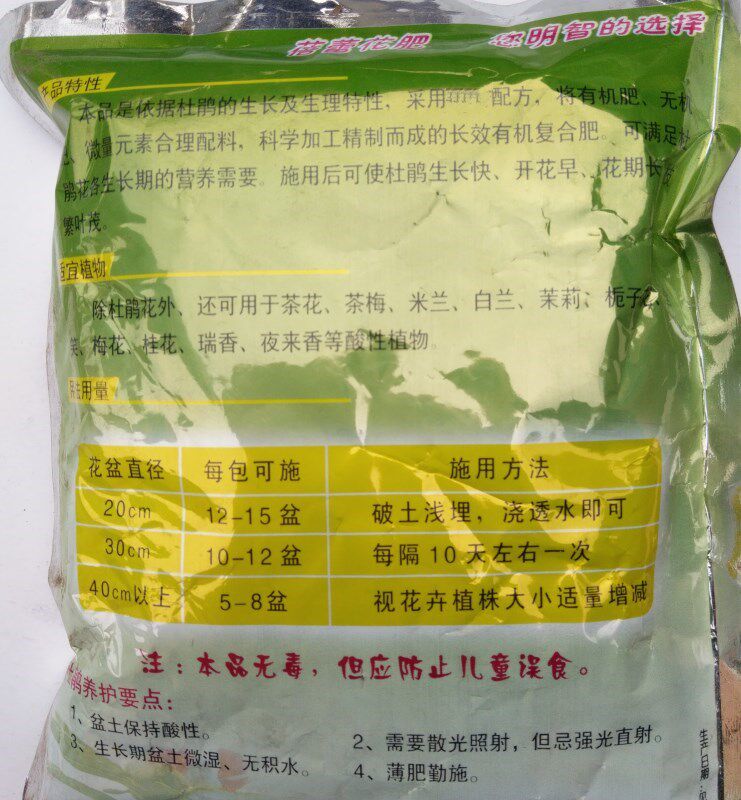 蓓蕾花肥 您明智的选择
本品特性
本品是依据杜鹃的生长及生理特性，采用 配方，将有机肥、无机
、微量元素合理配料，科学加工精制而成的长效有机复合肥。可满足杜
鹃花各生长期的营养需要。施用后可使杜鹃生长快、开花早、花期长
繁叶茂。
适宜植物
除杜鹃花外、还可用于茶花、茶梅、米兰、白兰、茉莉、栀子
笑、梅花、桂花、瑞香、夜来香等酸性植物。
用量
花盆直径 每包可施 施用方法
20cm 12-15盆 破土浅埋，浇透水即可
30cm 10-12盆 每隔10天左右一次
40cm以上 5-8盆 视花卉植株大小适量增减
注：本品无毒，但应防止儿童误食。
鹃养护要点：
1、盆土保持酸性。 2、需要散光照射，但忌强光直射。
3、生长期盆土微湿、无积水。 4、薄肥勤施。
生产日期：